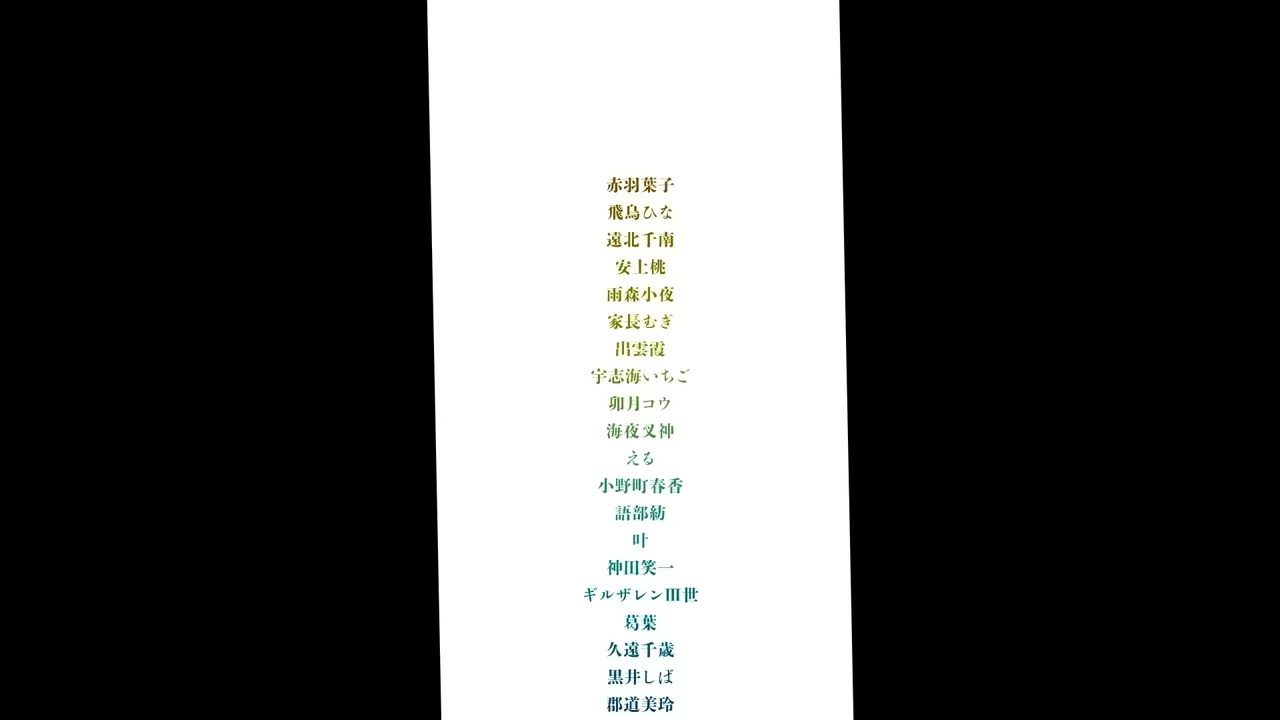 赤羽葉子
飛鳥ひな
遠北千南
安土桃
雨森小夜
家長むぎ
出雲霞
宇志海いちご
卯月コウ
海夜叉神
える
小野町春香
語部紡
叶
神田笑一
ギルザレンⅢ世
葛葉
久遠千歳
黒井しば
郡道美玲